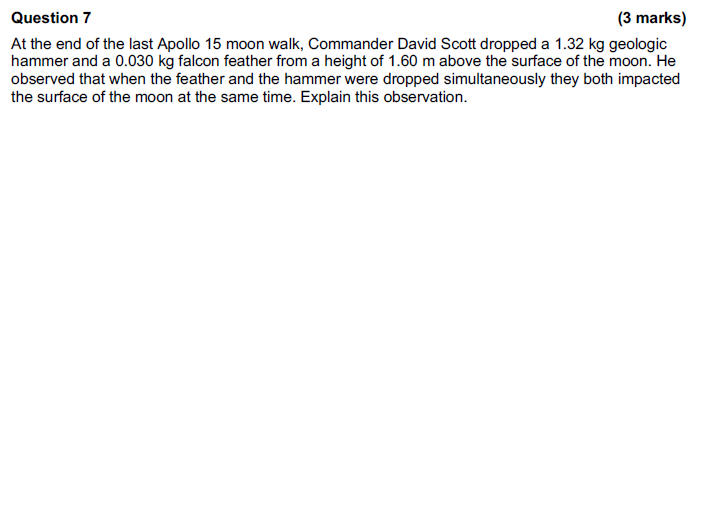 Question 7 (3 marks)
At the end of the last Apollo 15 moon walk, Commander David Scott dropped a 1.32 kg geologic
hammer and a 0.030 kg falcon feather from a height of 1.60 m above the surface of the moon. He
observed that when the feather and the hammer were dropped simultaneously they both impacted
the surface of the moon at the same time. Explain this observation.